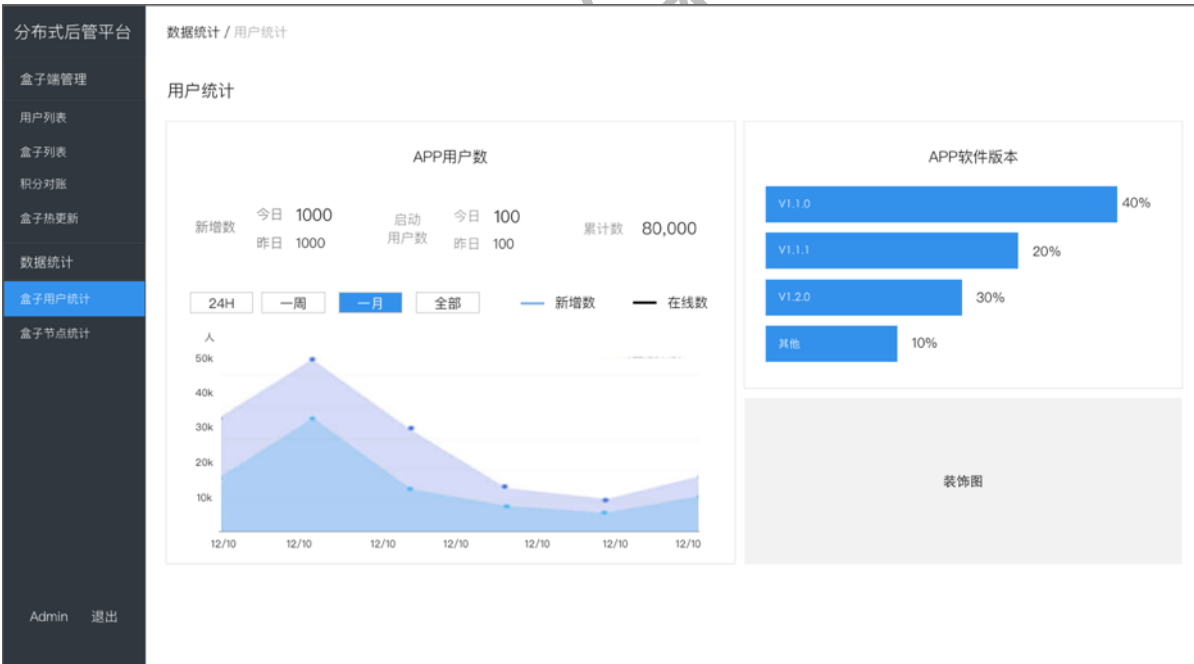 分布式后管平台
盒子端管理
用户列表
盒子列表
积分对账
盒子热更新
数据统计
盒子用户统计
盒子节点统计
Admin 退出
数据统计 / 用户统计
用户统计
APP用户数
新增数 今日 1000 昨日 1000
启动用户数 今日 100 昨日 100
累计数 80,000
24H 一周 一月 全部 新增数 在线数
人
50k
40k
30k
20k
10k
12/10 12/10 12/10 12/10 12/10 12/10 12/10
APP软件版本
V1.1.0 40%
V1.1.1 20%
V1.2.0 30%
其他 10%
装饰图